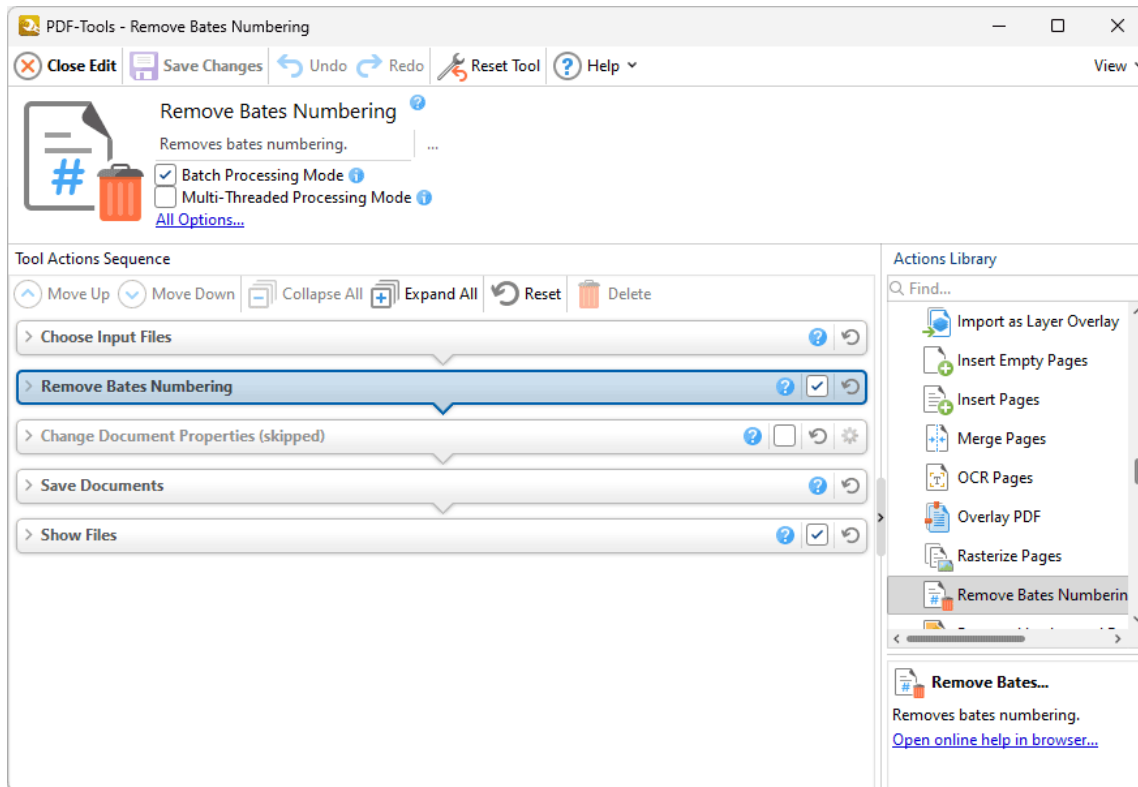 PDF-Tools - Remove Bates Numbering
Close Edit Save Changes Undo Redo Reset Tool ? Help View
Remove Bates Numbering ?
Removes bates numbering. ...
#
Batch Processing Mode i
Multi-Threaded Processing Mode i
All Options...
Tool Actions Sequence
Actions Library
Move Up Move Down Collapse All Expand All Reset Delete
Find...
Choose Input Files ?
Remove Bates Numbering ?
Change Document Properties (skipped) ?
Save Documents ?
Show Files ?
Import as Layer Overlay
Insert Empty Pages
Insert Pages
Merge Pages
OCR Pages
Overlay PDF
Rasterize Pages
Remove Bates Numberin
Remove Bates...
Removes bates numbering.
Open online help in browser...